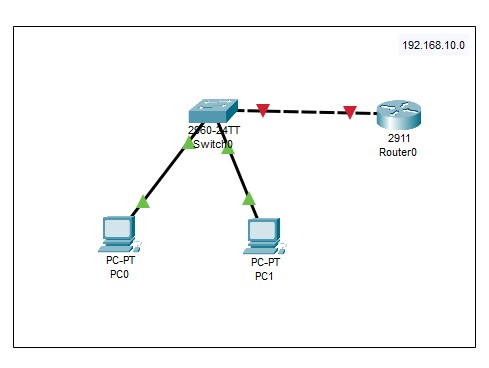 192.168.10.0
2960-24TT
Switch0
2911
Router0
PC-PT
PC0
PC-PT
PC1